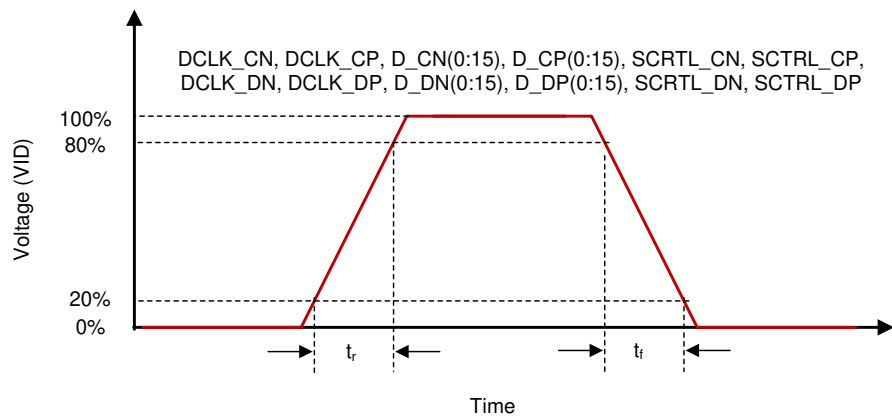 DCLK_CN, DCLK_CP, D_CN(0:15), D_CP(0:15), SCRTL_CN, SCTRL_CP,
DCLK_DN, DCLK_DP, D_DN(0:15), D_DP(0:15), SCRTL_DN, SCTRL_DP
100%
80%
Voltage (VID)
20%
0%
tr
tf
Time